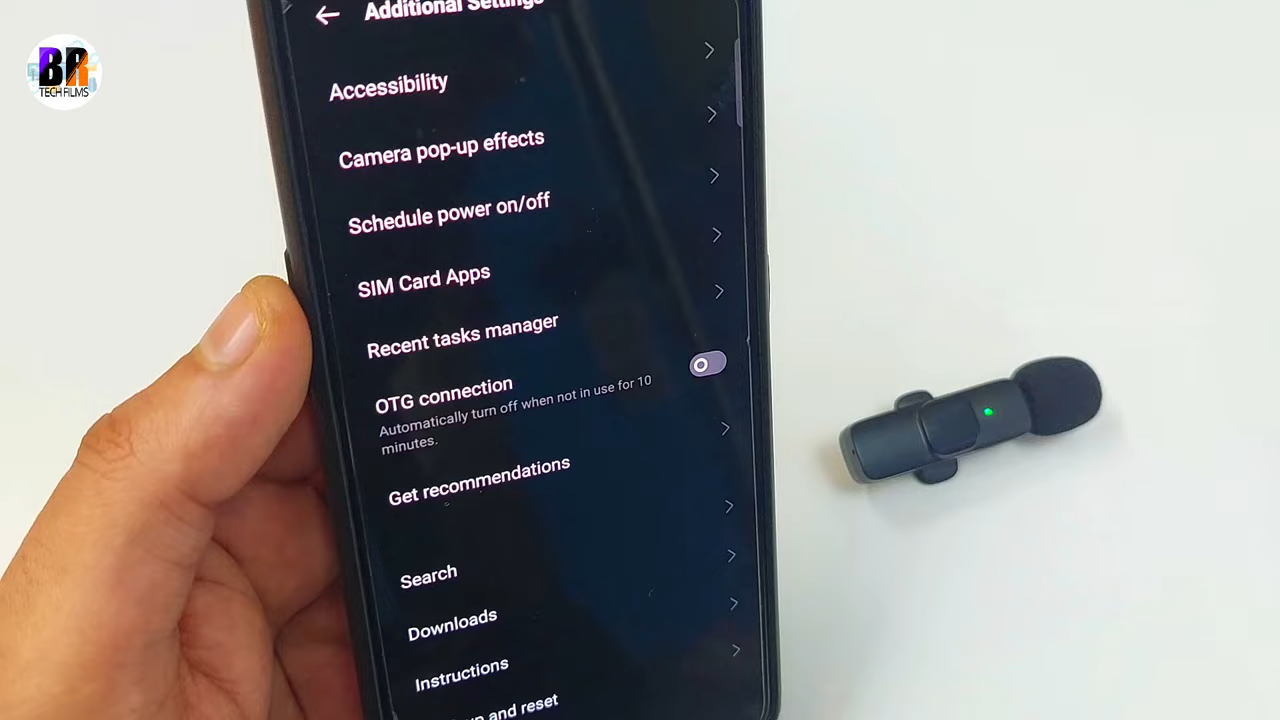 BR
TECH FILMS
Additional Settings
Accessibility
Camera pop-up effects
Schedule power on/off
SIM Card Apps
Recent tasks manager
OTG connection
Automatically turn off when not in use for 10
minutes.
Get recommendations
Search
Downloads
Instructions
and reset